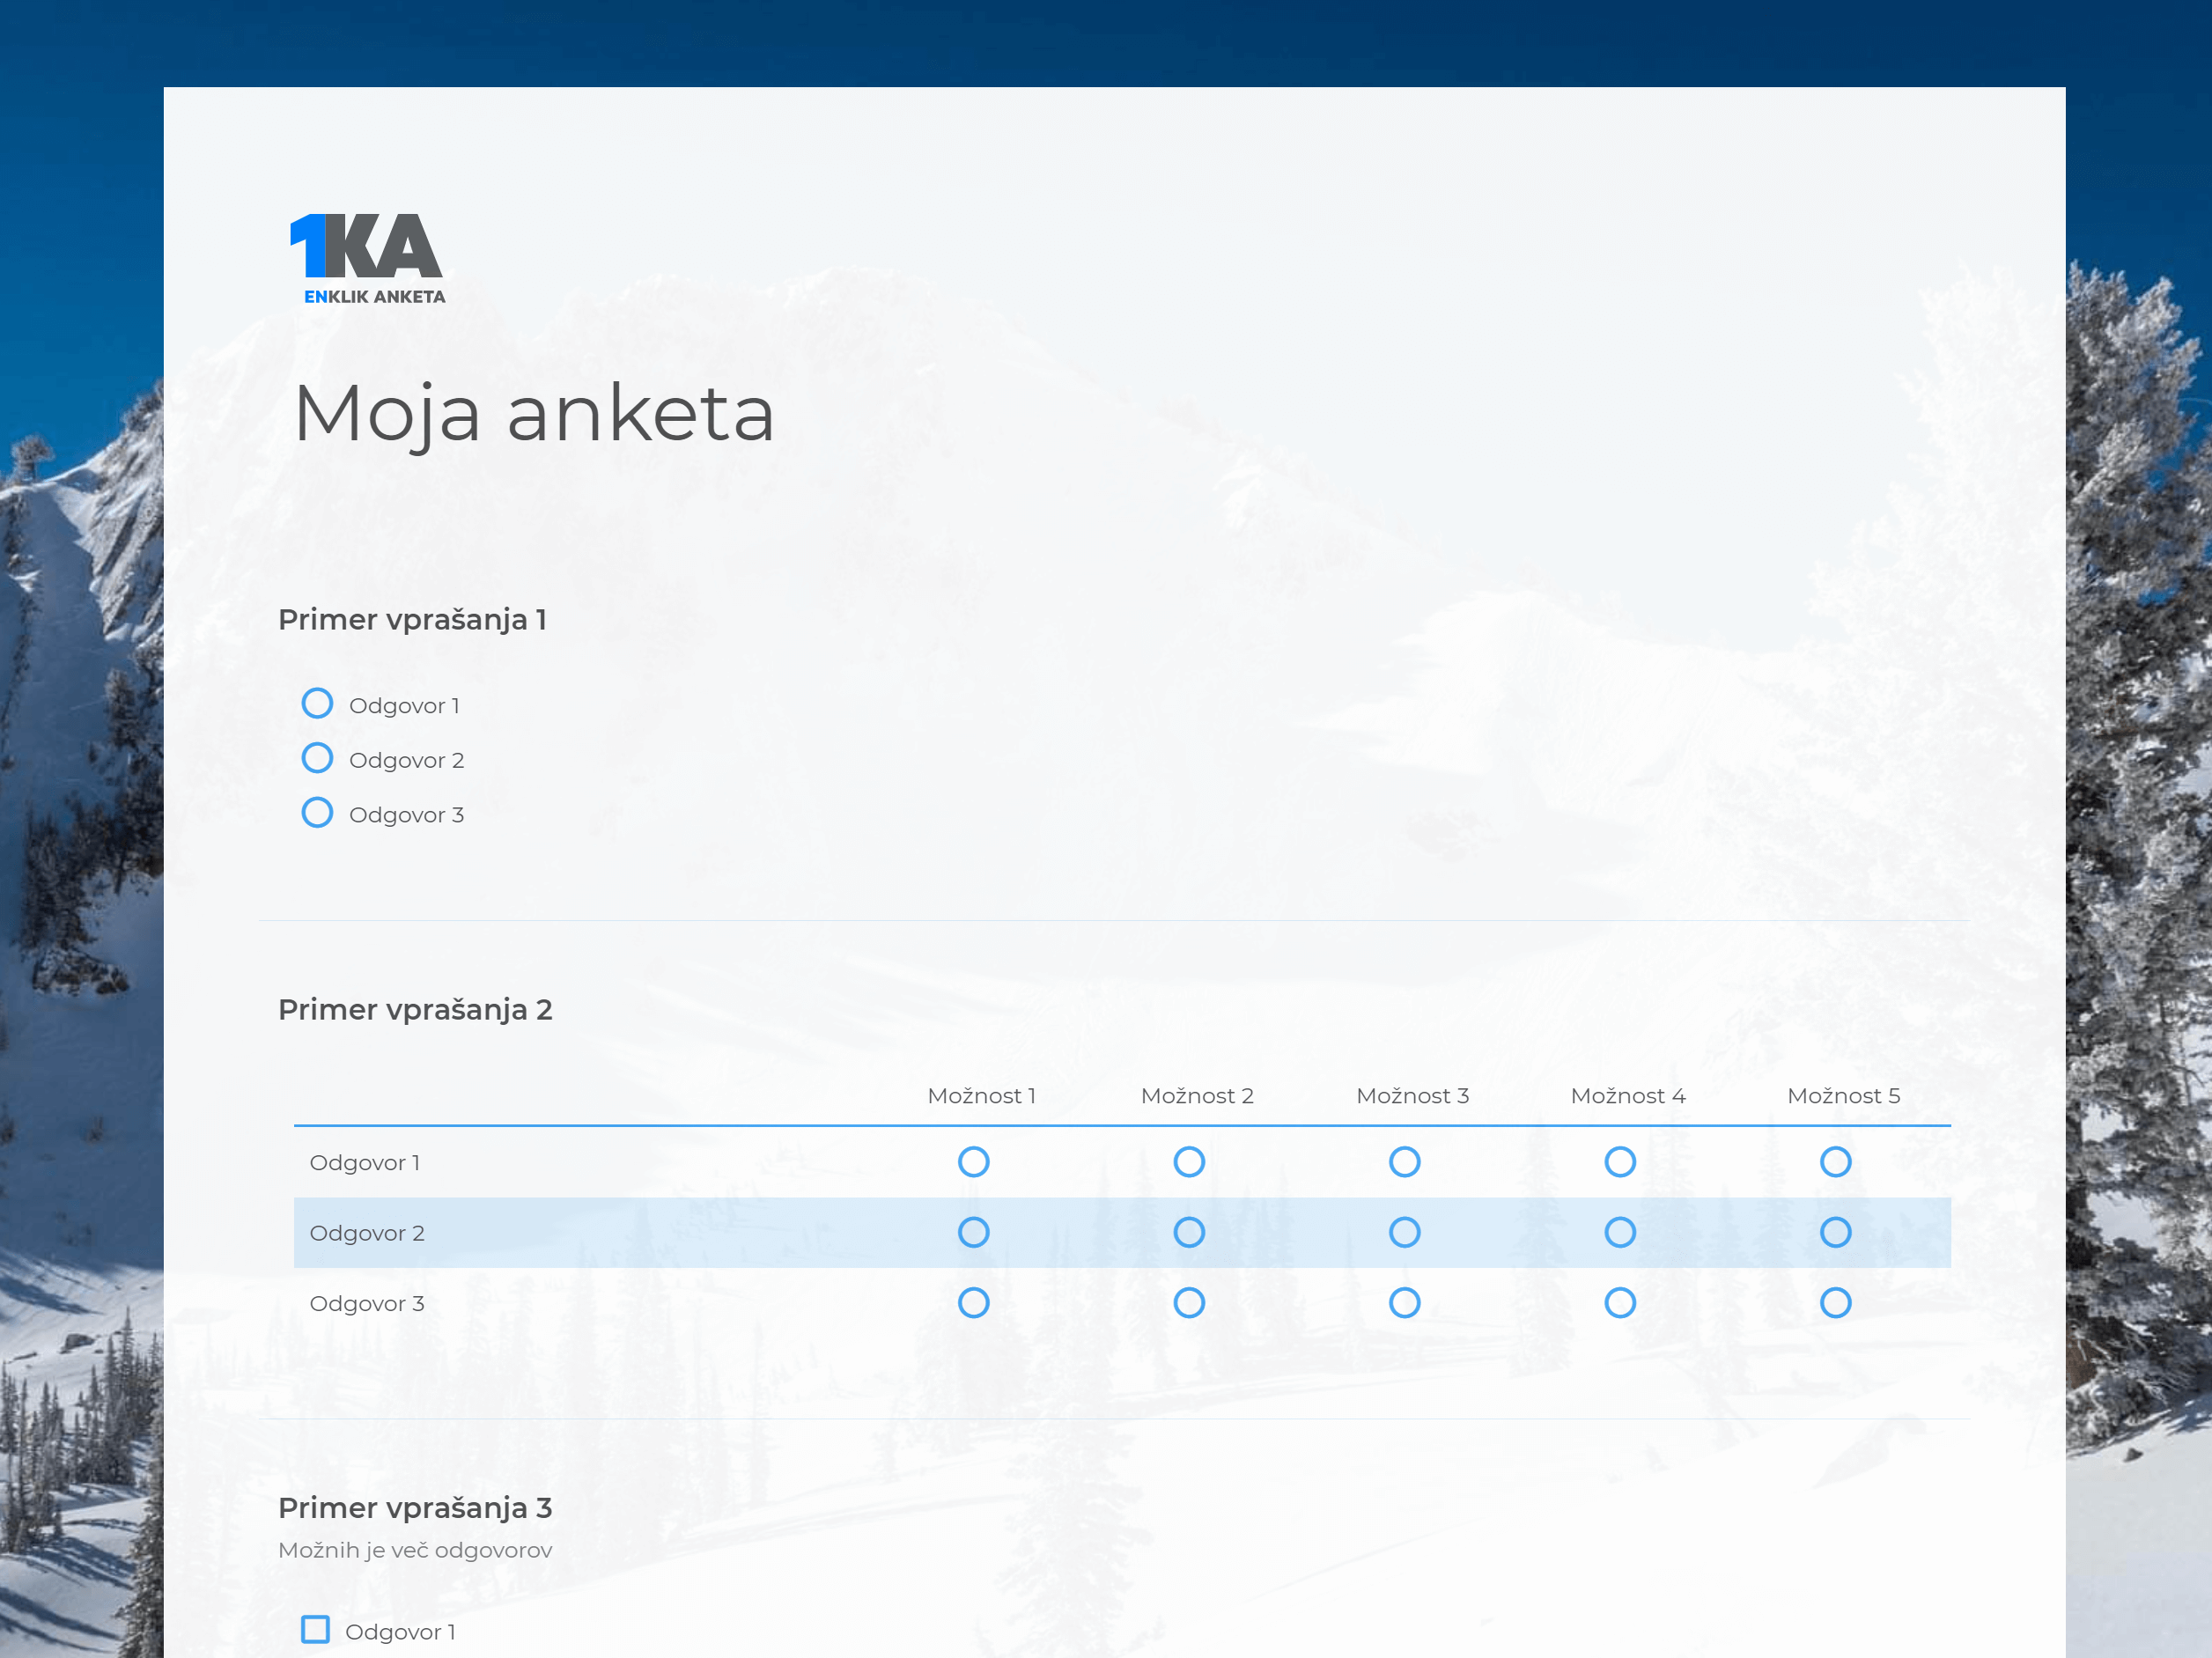 1KA
ENKLIK ANKETA
Moja anketa
Primer vprašanja 1
Odgovor 1
Odgovor 2
Odgovor 3
Primer vprašanja 2
Možnost 1 Možnost 2 Možnost 3 Možnost 4 Možnost 5
Odgovor 1
Odgovor 2
Odgovor 3
Primer vprašanja 3
Možnih je več odgovorov
Odgovor 1